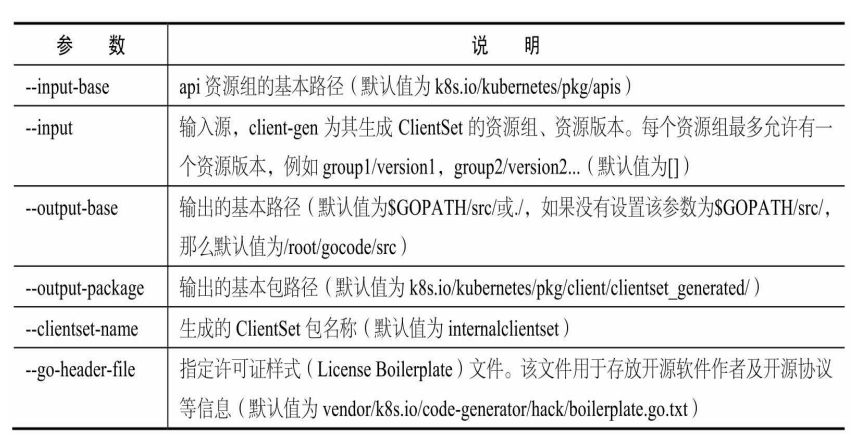 参 数 说 明
--input-base api 资源组的基本路径（默认值为 k8s.io/kubernetes/pkg/apis）
--input 输入源，client-gen 为其生成 ClientSet 的资源组、资源版本。每个资源组最多允许有一
个资源版本，例如 group1/version1，group2/version2...（默认值为[]）
--output-base 输出的基本路径（默认值为$GOPATH/src/或./，如果没有设置该参数为$GOPATH/src/，
那么默认值为/root/gocode/src）
--output-package 输出的基本包路径（默认值为 k8s.io/kubernetes/pkg/client/clientset_generated/）
--clientset-name 生成的 ClientSet 包名称（默认值为 internalclientset）
--go-header-file 指定许可证样式（License Boilerplate）文件。该文件用于存放开源软件作者及开源协议
等信息（默认值为 vendor/k8s.io/code-generator/hack/boilerplate.go.txt）